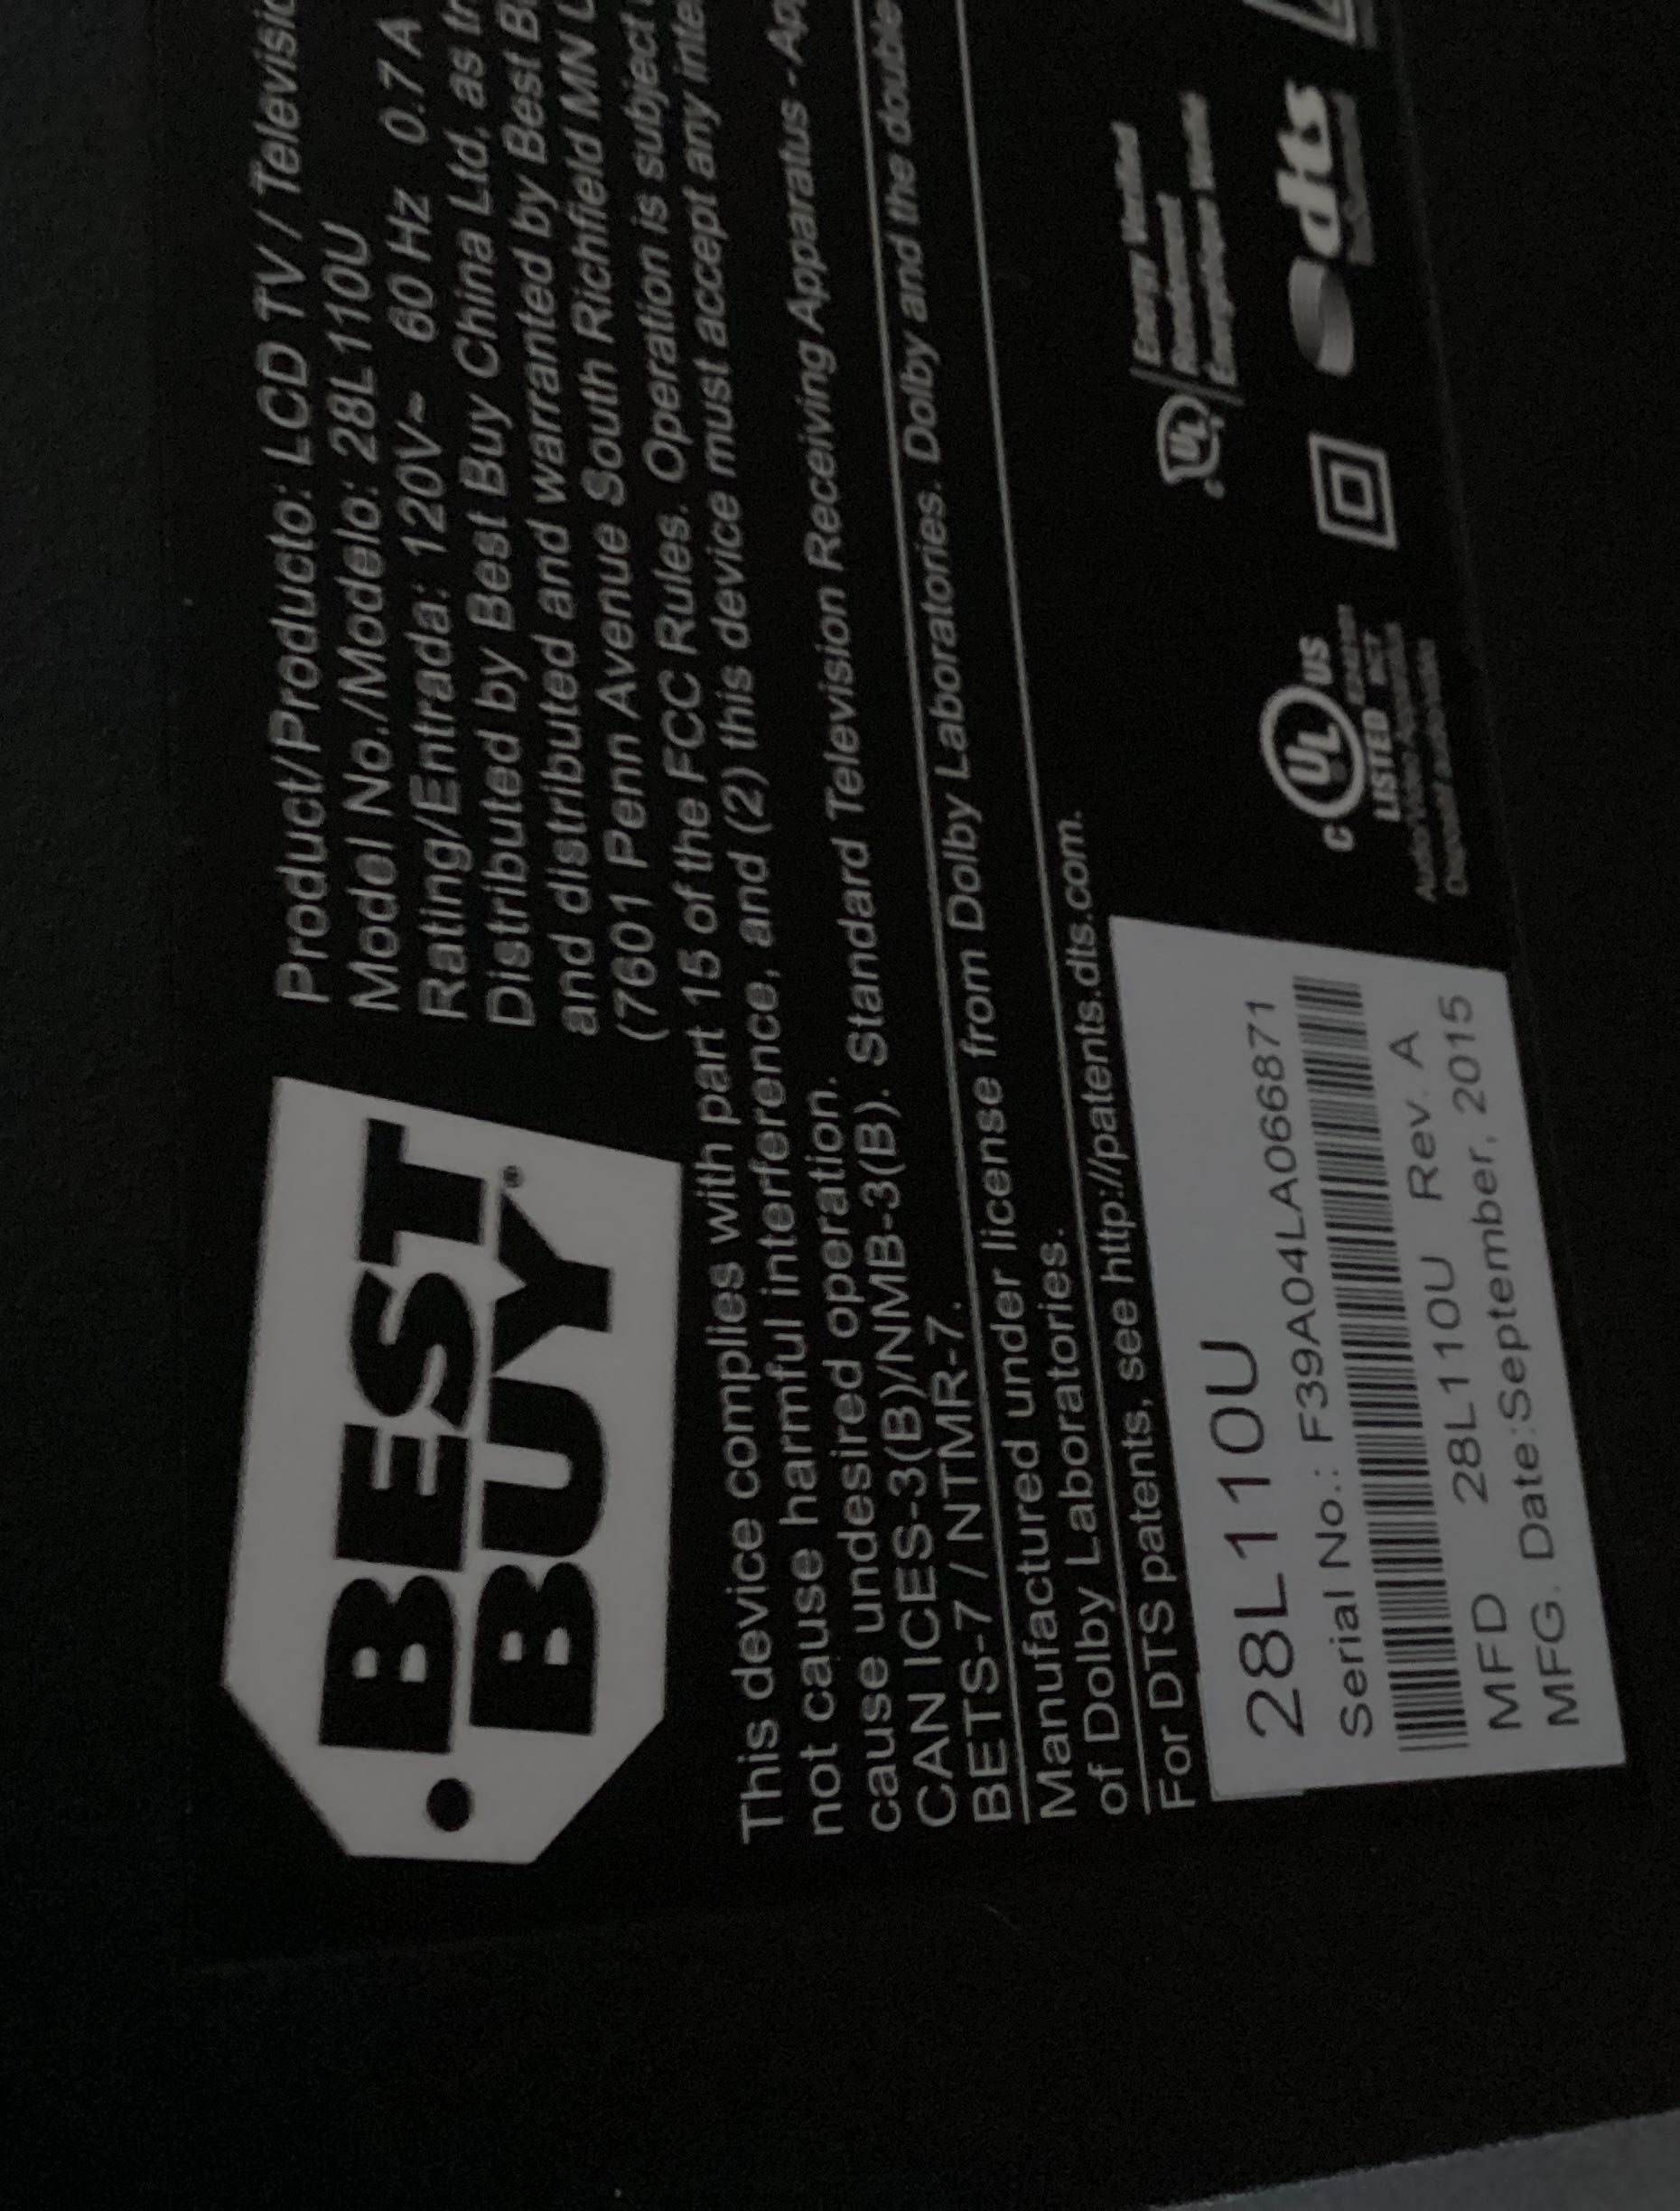 BEST
BUY
Product/Producto: LCD TV / Televisi
Model No./Modelo: 28L110U
Rating/Entrada: 120V~ 60 Hz 0.7A
Distributed by Best Buy China Ltd, as
and distributed and warranted by Best
(7601 Penn Avenue South Richfield MN
This device complies with part 15 of the FCC Rules. Operation is subject
not cause harmful interference, and (2) this device must accept any
cause undesired operation.
CAN ICES-3(B)/NMB-3(B). Standard Television Receiving Apparatus -
BETS-7 / NTMR-7.
Manufactured under license from Dolby Laboratories. Dolby and the double
of Dolby Laboratories.
For DTS patents, see http://patents.dts.com.
28L110U
Serial No.: F39A04LA066871
MFD 28L110U Rev. A
MFG. Date:September, 2015
UL
Energy Verified
C UL US
LISTED
dts